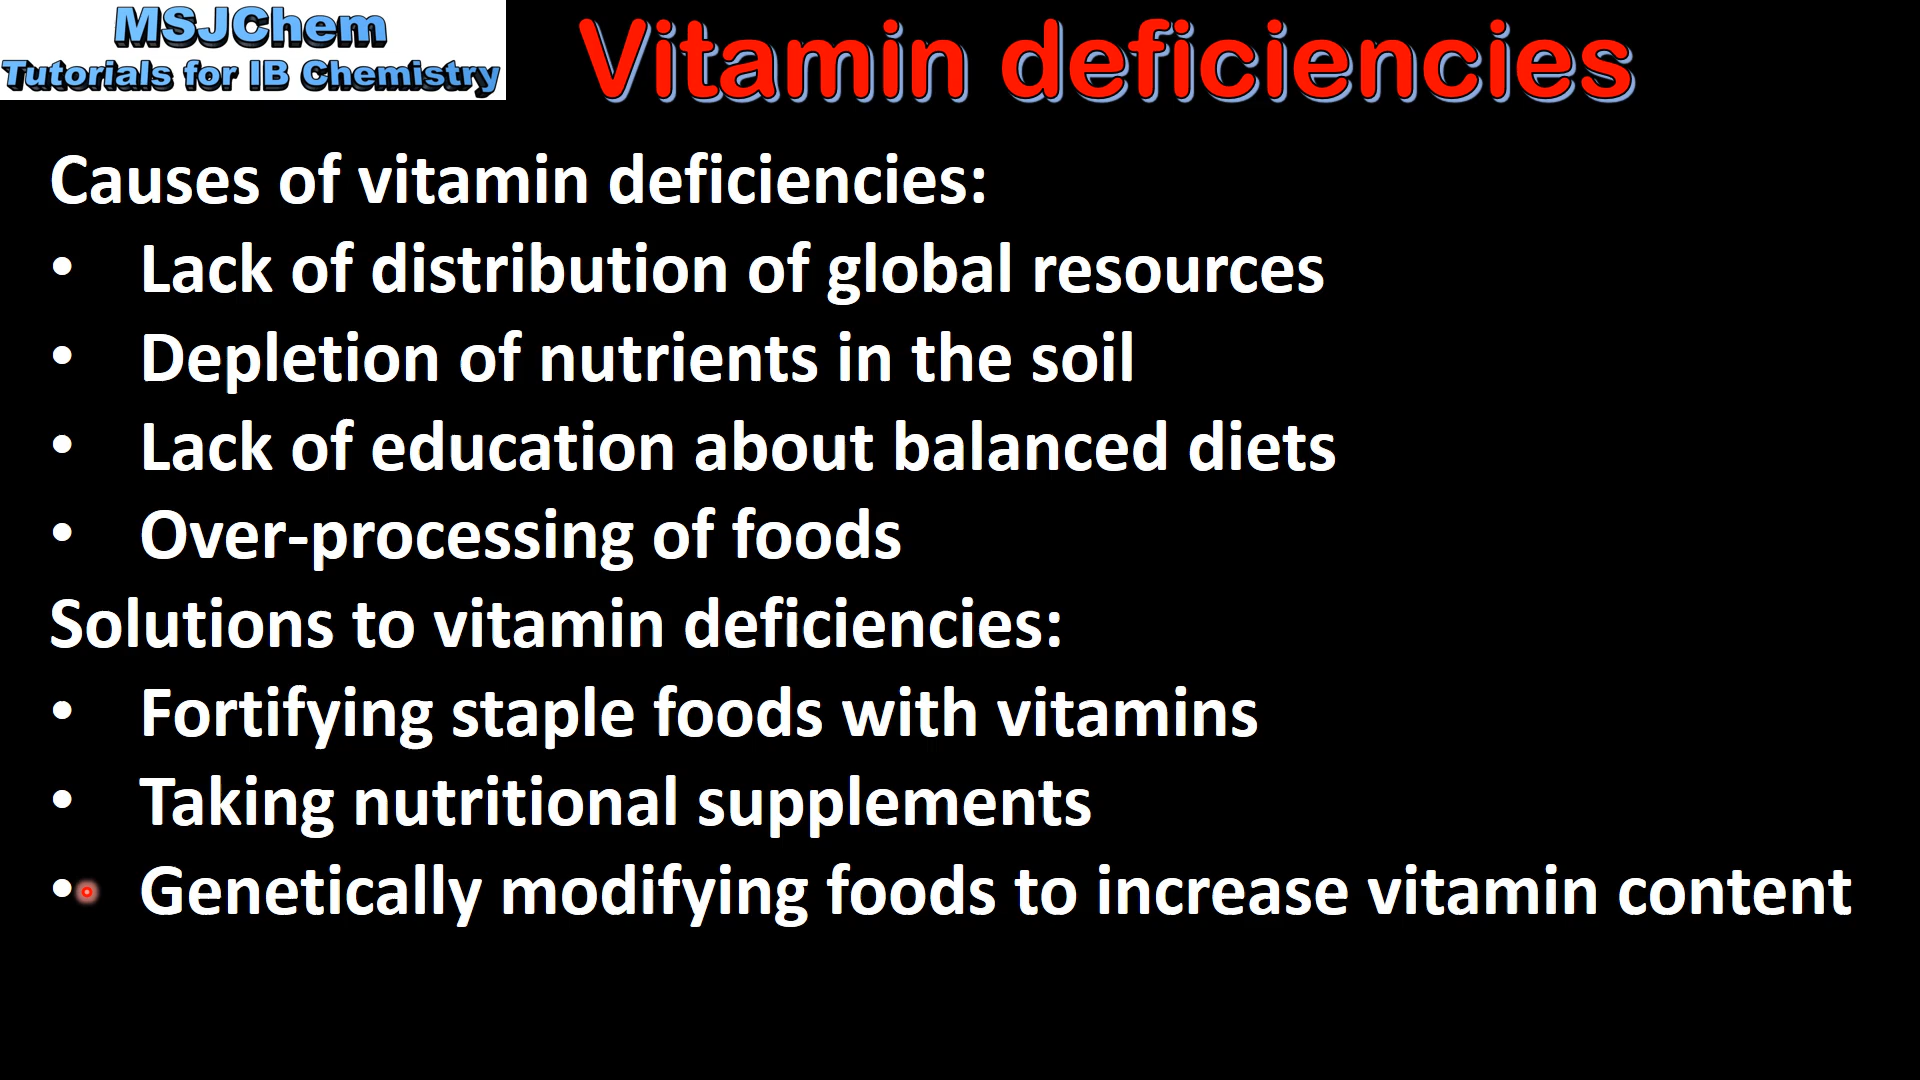 MSJChem
Tutorials for IB Chemistry
Vitamin deficiencies
Causes of vitamin deficiencies:
• Lack of distribution of global resources
• Depletion of nutrients in the soil
• Lack of education about balanced diets
• Over-processing of foods
Solutions to vitamin deficiencies:
• Fortifying staple foods with vitamins
• Taking nutritional supplements
• Genetically modifying foods to increase vitamin content